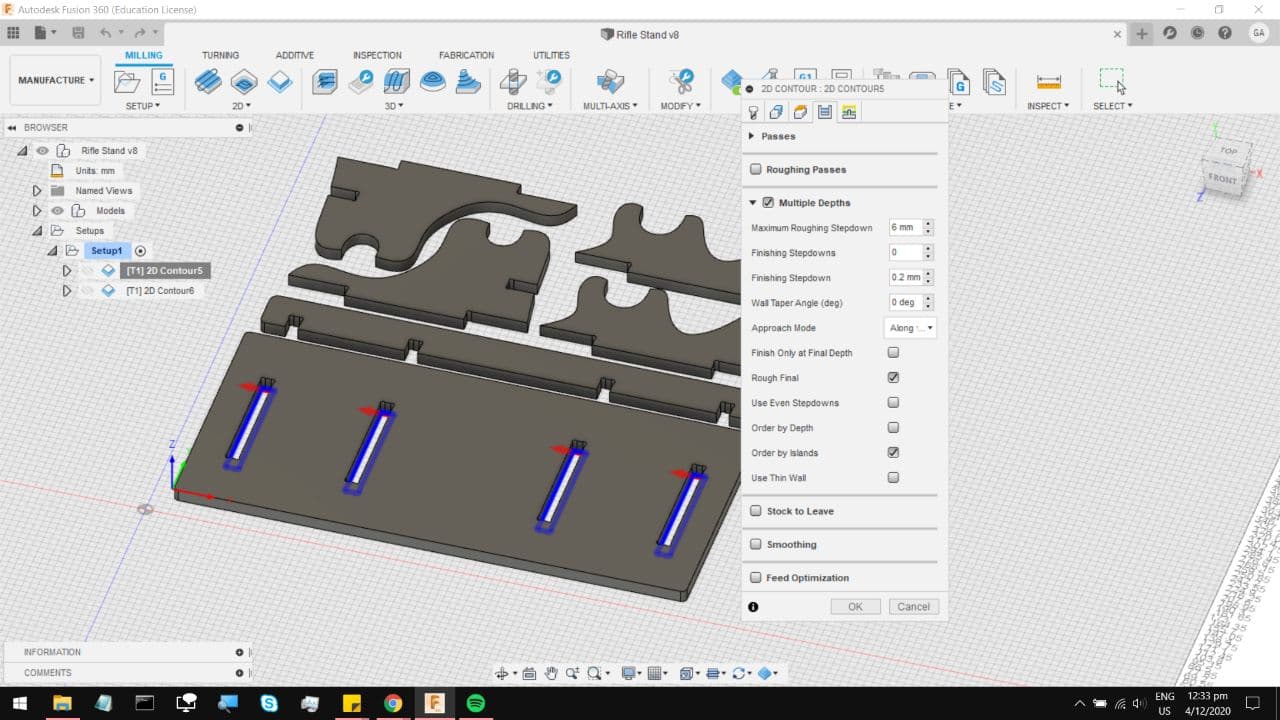 Autodesk Fusion 360 (Education License)
Rifle Stand v8
GA
MILLING TURNING ADDITIVE INSPECTION FABRICATION UTILITIES
MANUFACTURE
SETUP 2D 3D DRILLING MULTI-AXIS MODIFY INSPECT SELECT
BROWSER
Rifle Stand v8
Units: mm
Named Views
Models
Setups
Setup1
[T1] 2D Contour5
[T1] 2D Contour6
2D CONTOUR : 2D CONTOUR5
Passes
Roughing Passes
Multiple Depths
Maximum Roughing Stepdown 6 mm
Finishing Stepdowns 0
Finishing Stepdown 0.2 mm
Wall Taper Angle (deg) 0 deg
Approach Mode Along
Finish Only at Final Depth
Rough Final
Use Even Stepdowns
Order by Depth
Order by Islands
Use Thin Wall
Stock to Leave
Smoothing
Feed Optimization
OK Cancel
TOP
FRONT
X
Z
Z
INFORMATION
COMMENTS
ENG
US
12:33 pm
4/12/2020